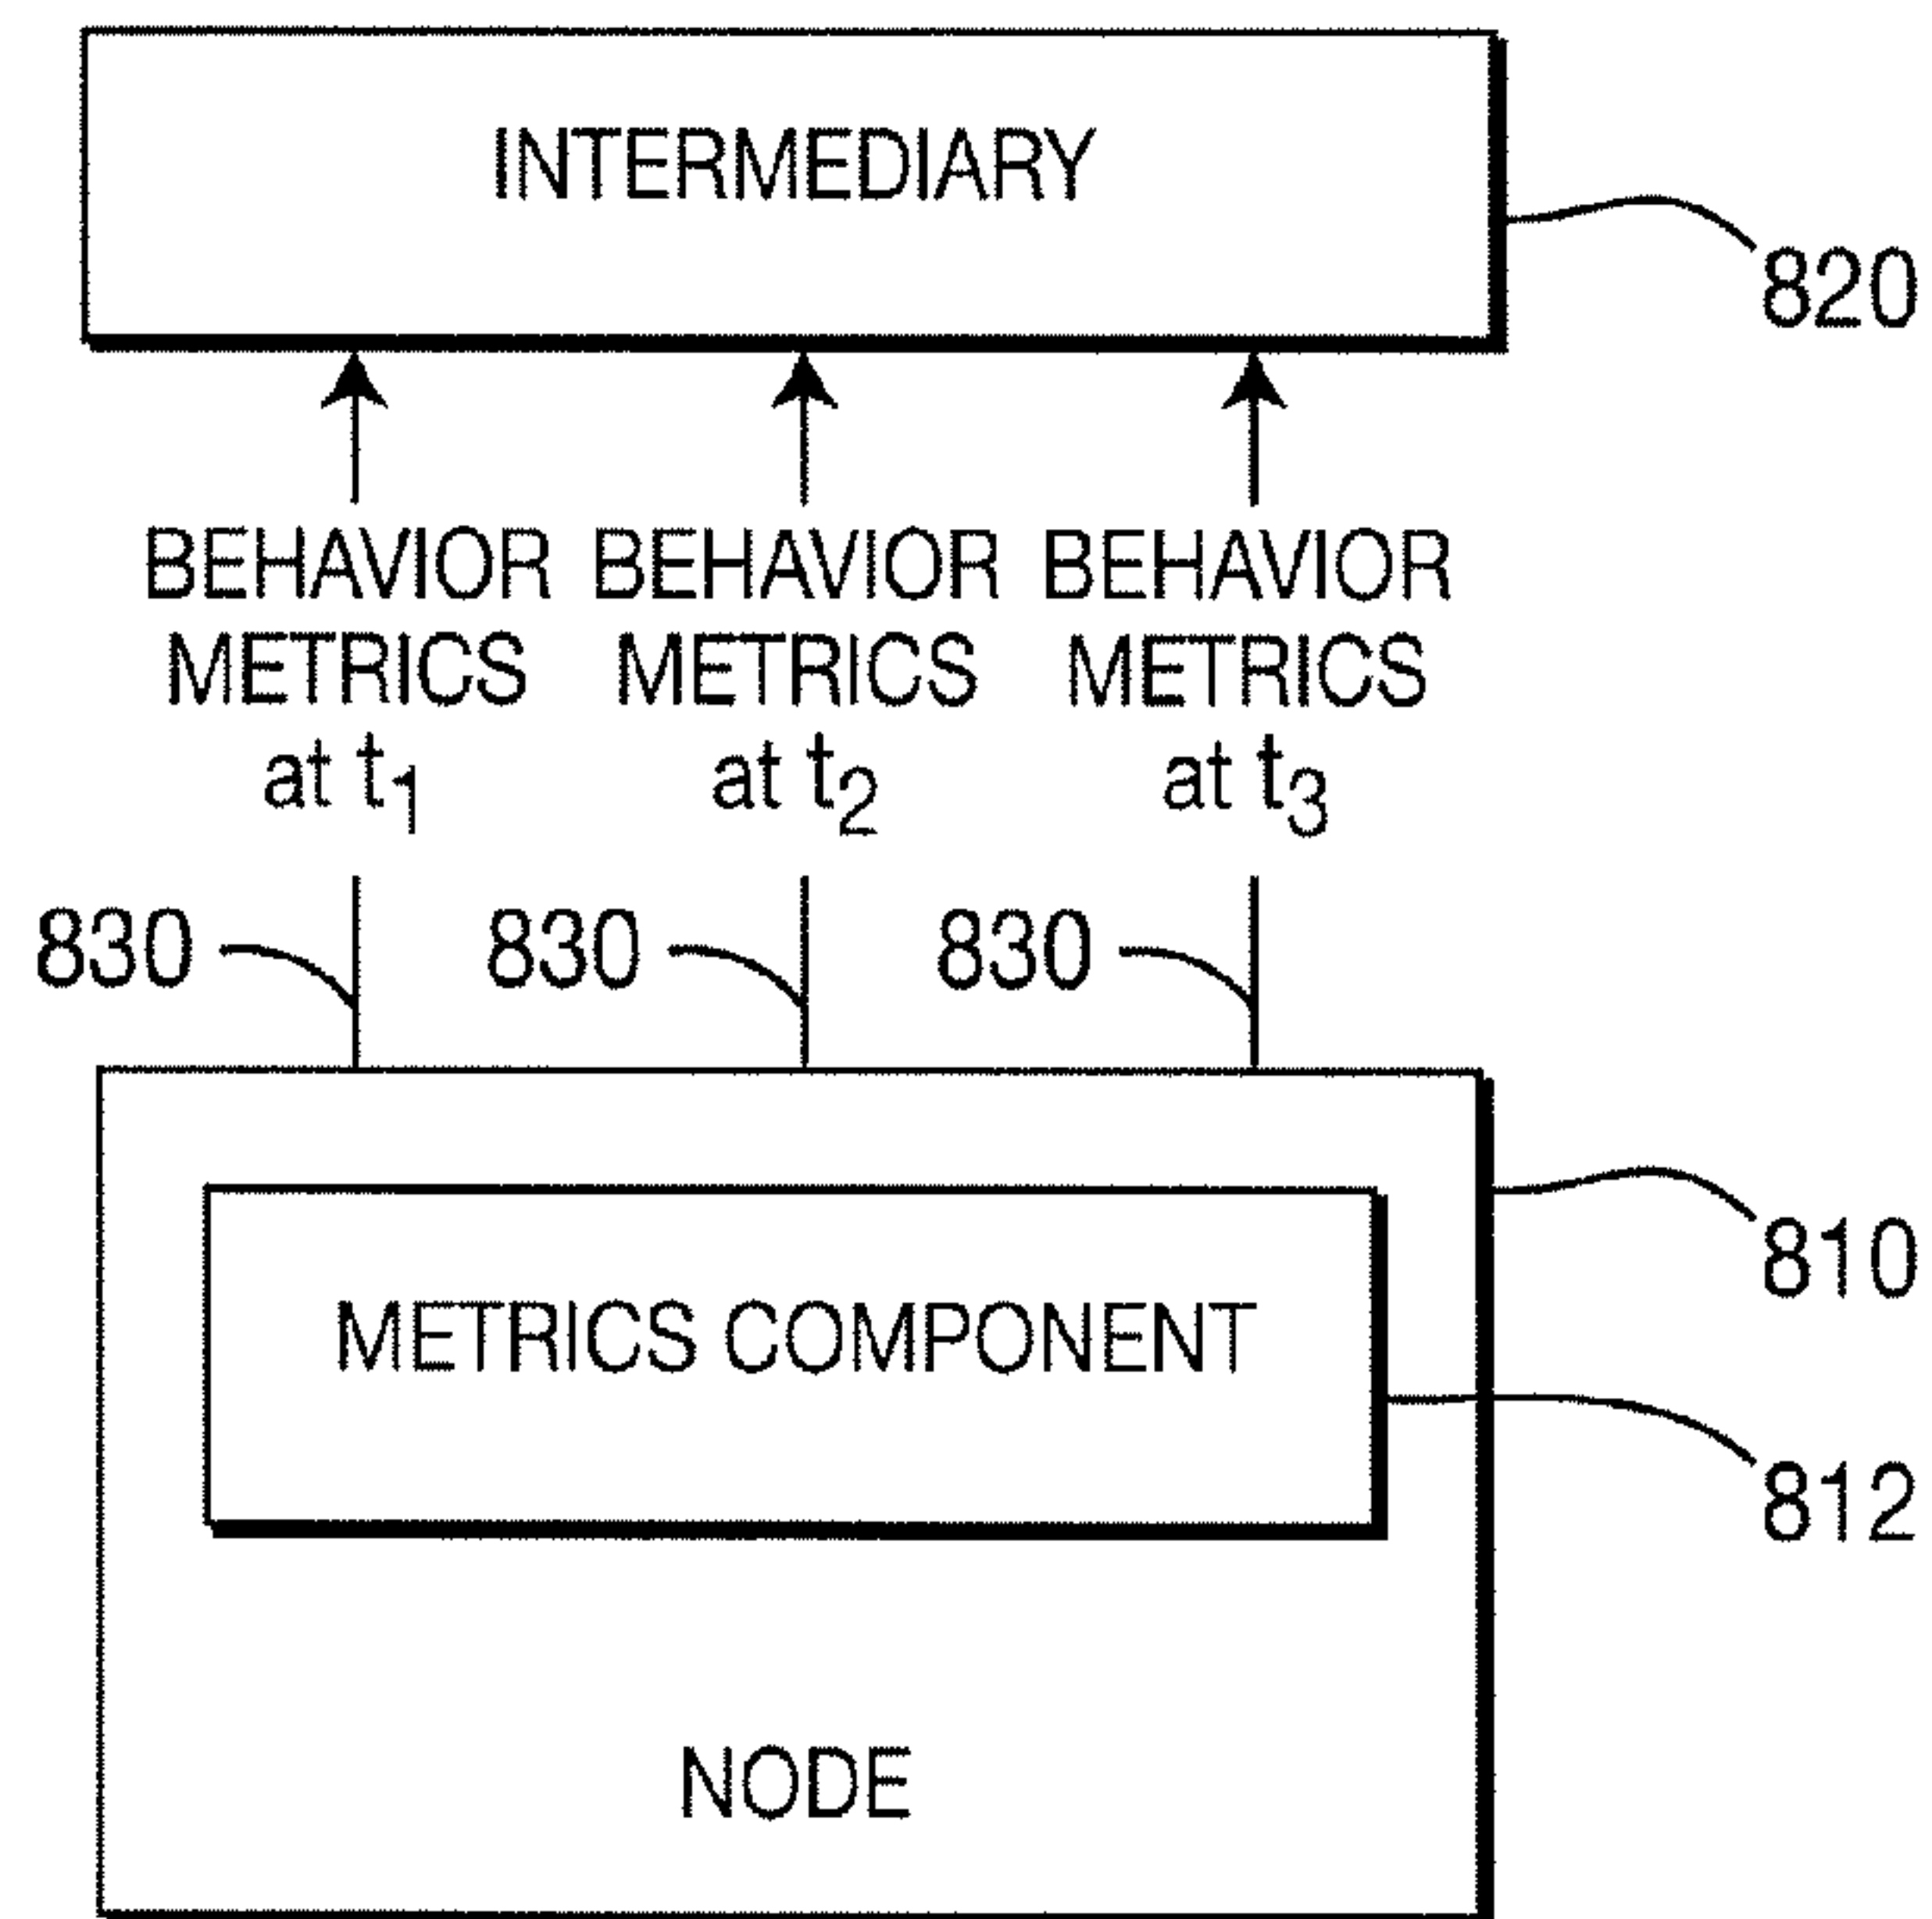 INTERMEDIARY
820
BEHAVIOR BEHAVIOR BEHAVIOR
METRICS METRICS METRICS
at t1 at t2 at t3
830 830 830
810
METRICS COMPONENT
812
NODE